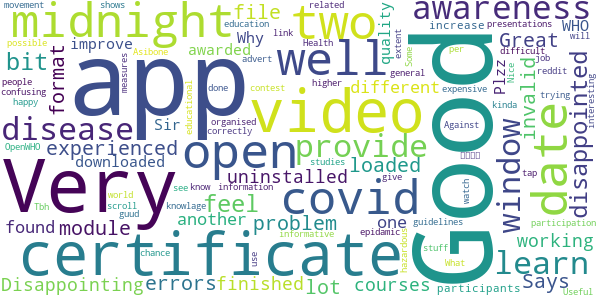 midnight
file
two
awareness
Why
awarded
bit
improve
format
Sir
disease
experienced
downloaded
another
found
module
Disappointing
errors
finished
lot
courses
participants
problem
feel
uninstalled
loaded
one
app
well
video
open
provide
covid
certificate
Very
Good
window
date
learn
Says
working
invalid
disappointed
Plzz
Great
WHO
quality
different
increase
presentations
difficult
job
reddit
trying
expensive
kinda
Against
per
general
Some
extent
related
education
link
Health
advert
contest
higher
done
organised
correctly
studies
give
information
know
see
knowlage
world
scroll
guud
Tbh
OpenWHO
happy
confusing
people
possible
movement
shows
Asibone
measures
educational
chance
use
informative
epidemic
hazardous
What
stuff
guidelines
watch
tap
Nice
will
interesting
participation
Useful